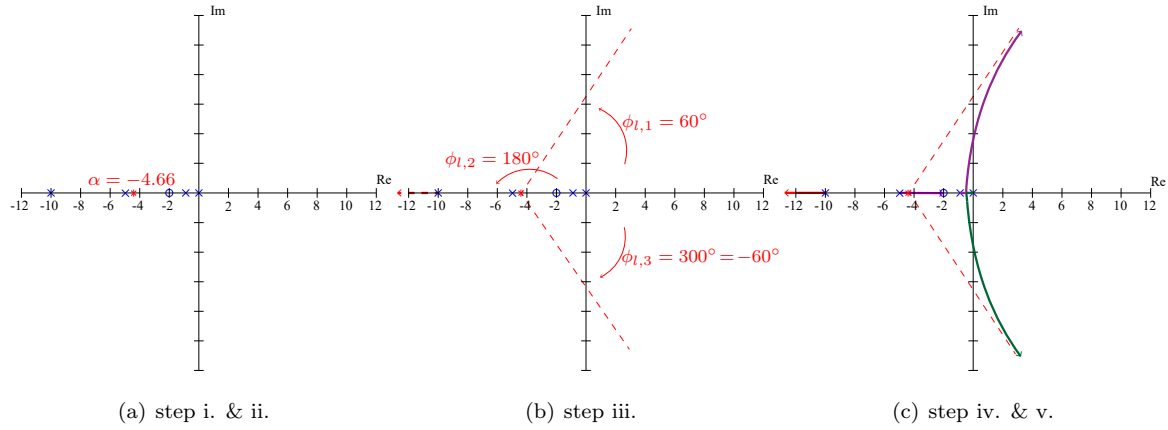 Im
Re
-12 -10 -8 -6 -4 -2 2 4 6 8 10 12
α = −4.66
(a) step i. & ii.
Im
Re
-12 -10 -8 -6 -4 -2 2 4 6 8 10 12
ϕl,1 = 60°
ϕl,2 = 180°
ϕl,3 = 300° = −60°
(b) step iii.
Im
Re
-12 -10 -8 -6 -4 -2 2 4 6 8 10 12
(c) step iv. & v.